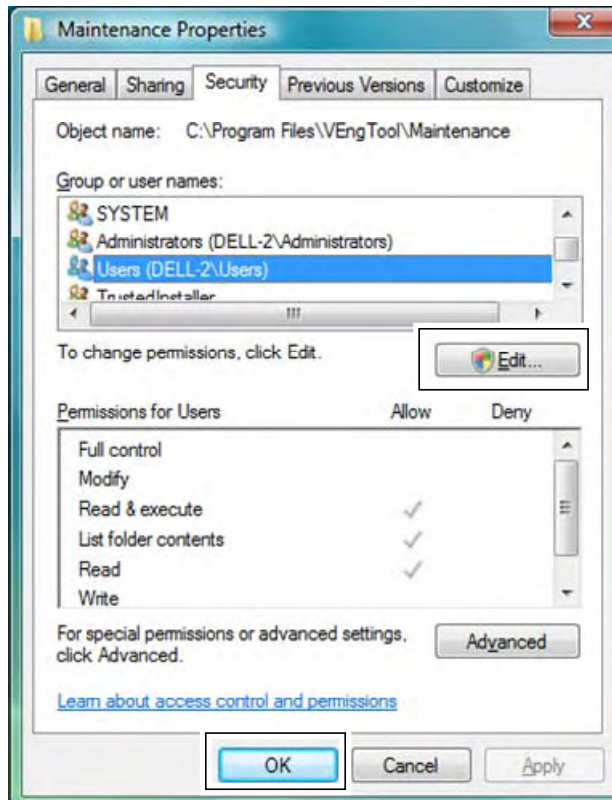 Maintenance Properties
General Sharing Security Previous Versions Customize
Object name: C:\Program Files\VEngTool\Maintenance
Group or user names:
SYSTEM
Administrators (DELL-2\Administrators)
Users (DELL-2\Users)
TrustedInstaller
To change permissions, click Edit.
Edit...
Permissions for Users Allow Deny
Full control
Modify
Read & execute
List folder contents
Read
Write
For special permissions or advanced settings,
click Advanced.
Advanced
Learn about access control and permissions
OK Cancel Apply